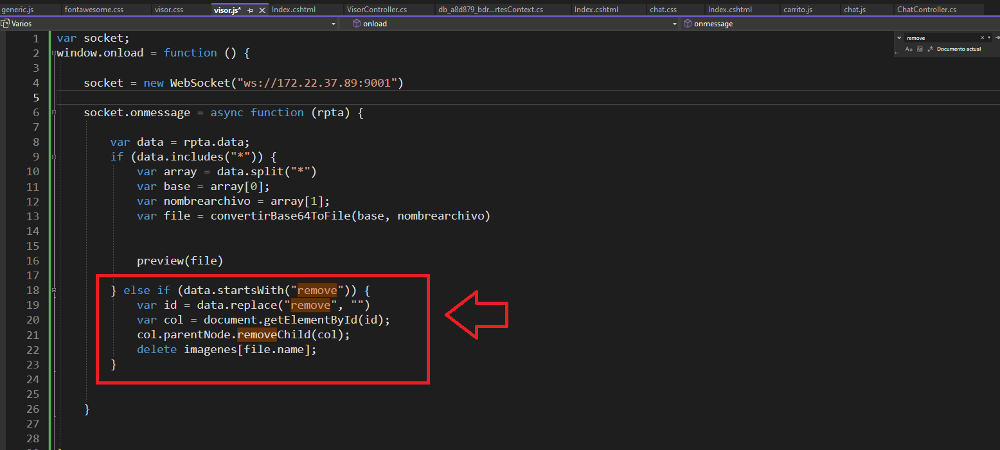 generic.js fontawesome.css visor.css visor.js* Index.cshtml VisorController.cs db_a8d879_bdr...rtesContext.cs Index.cshtml chat.css Index.cshtml carrito.js chat.js ChatController.cs
Varios onload onmessage
remove
Aa Documento actual
1 var socket;
2 window.onload = function () {
3
4 socket = new WebSocket("ws://172.22.37.89:9001")
5
6 socket.onmessage = async function (rpta) {
7
8 var data = rpta.data;
9 if (data.includes("*")) {
10 var array = data.split("*")
11 var base = array[0];
12 var nombrearchivo = array[1];
13 var file = convertirBase64ToFile(base, nombrearchivo)
14
15
16 preview(file)
17
18 } else if (data.startsWith("remove")) {
19 var id = data.replace("remove", "")
20 var col = document.getElementById(id);
21 col.parentNode.removeChild(col);
22 delete imagenes[file.name];
23 }
24
25
26 }
27
28